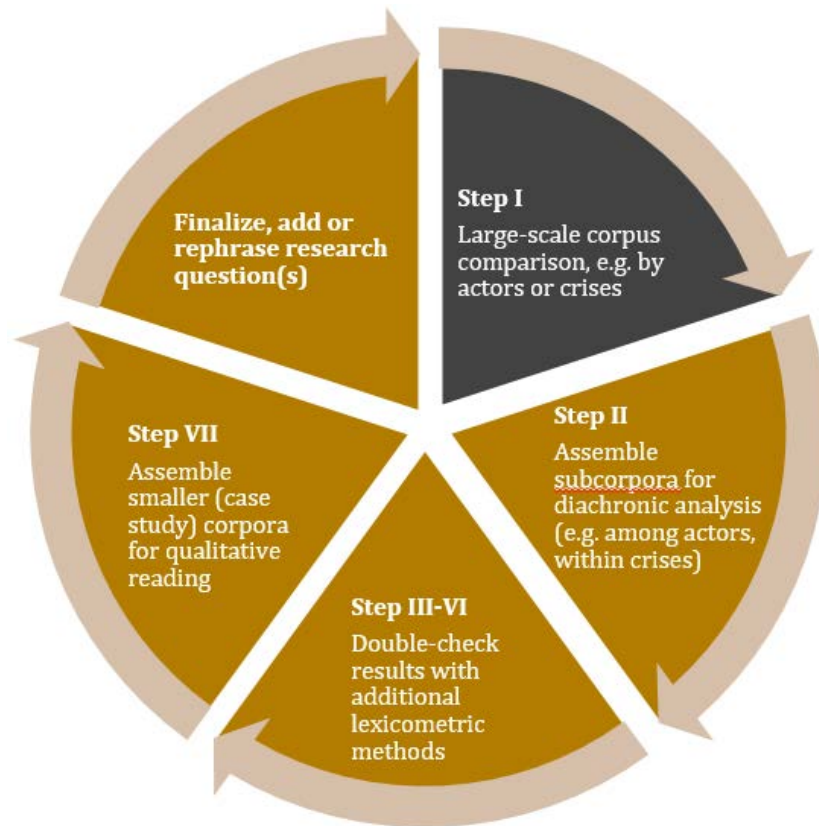 Step I
Large-scale corpus
comparison, e.g. by
actors or crises
Step II
Assemble
subcorpora for
diachronic analysis
(e.g. among actors,
within crises)
Step III-VI
Double-check
results with
additional
lexicometric
methods
Step VII
Assemble
smaller (case
study) corpora
for qualitative
reading
Finalize, add or
rephrase research
question(s)